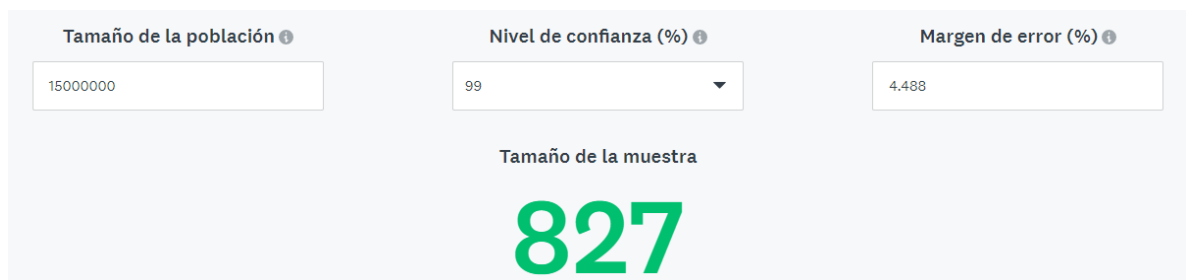 Tamaño de la población
Nivel de confianza (%)
Margen de error (%)
15000000
99
4.488
Tamaño de la muestra
827